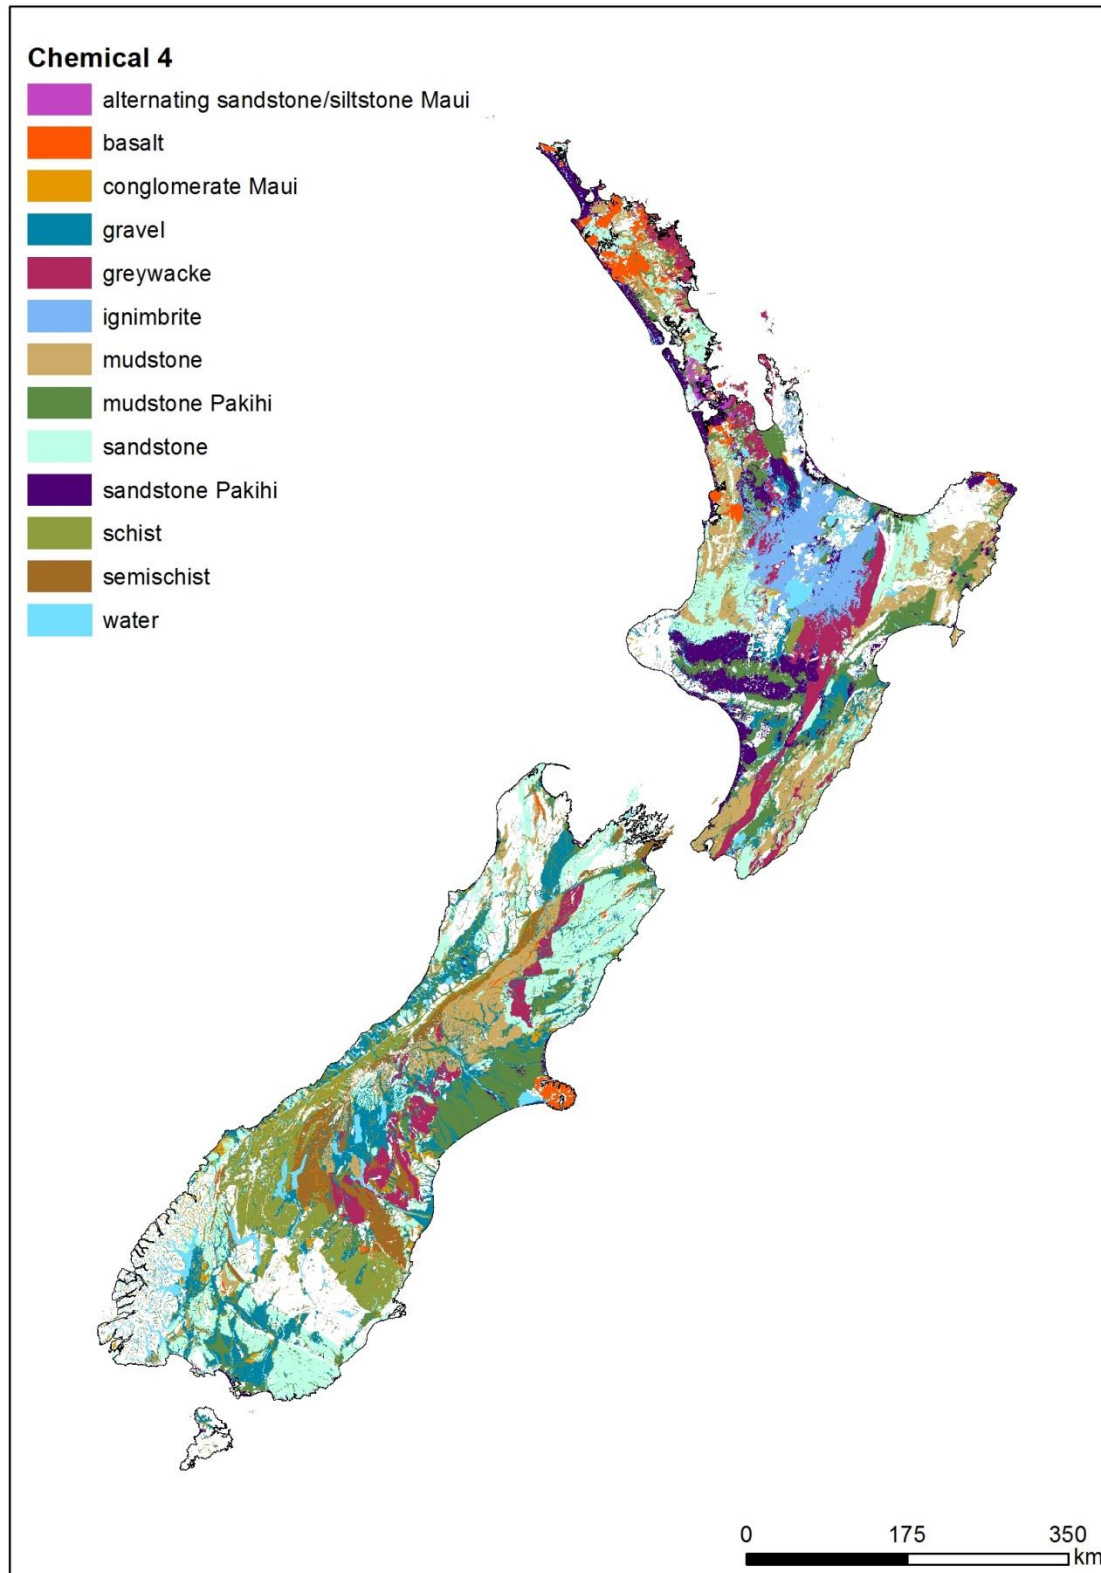 Chemical 4
alternating sandstone/siltstone Maui
basalt
conglomerate Maui
gravel
greywacke
ignimbrite
mudstone
mudstone Pakihi
sandstone
sandstone Pakihi
schist
semischist
water
0 175 350
km